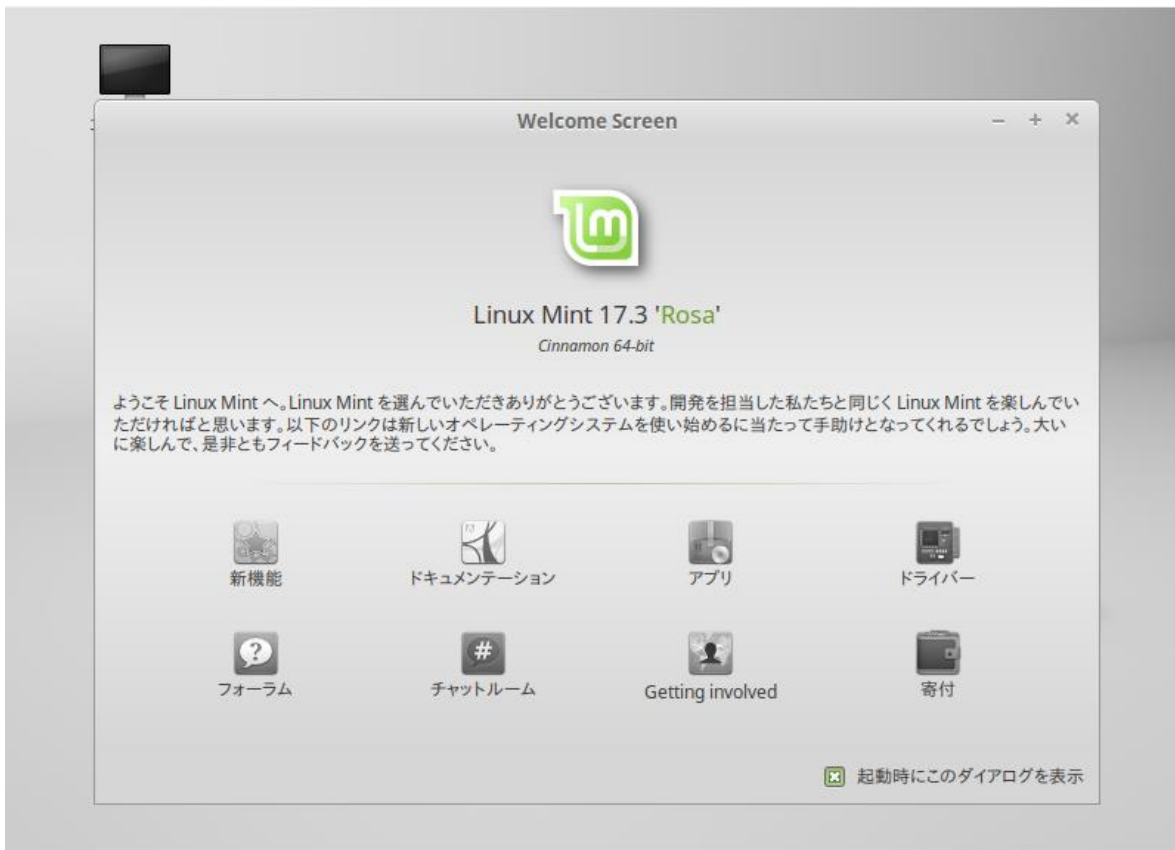 Welcome Screen
Linux Mint 17.3 'Rosa'
Cinnamon 64-bit
ようこそ Linux Mint へ。Linux Mint を選んでいただきありがとうございます。開発を担当した私たちと同じく Linux Mint を楽しんでい
ただければと思います。以下のリンクは新しいオペレーティングシステムを使い始めるに当たって手助けとなってくれるでしょう。大い
に楽しんで、是非ともフィードバックを送ってください。
新機能 ドキュメンテーション アプリ ドライバー
フォーラム チャットルーム Getting involved 寄付
起動時にこのダイアログを表示